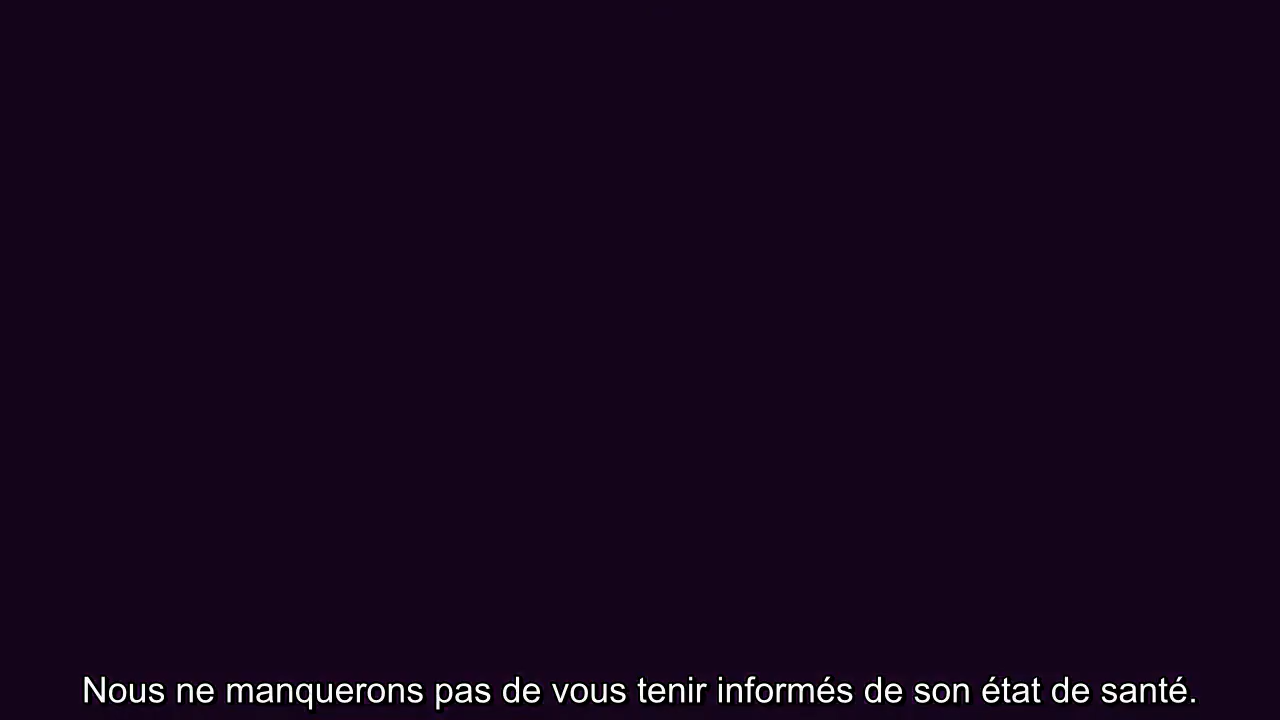 Nous ne manquerons pas de vous tenir informés de son état de santé.